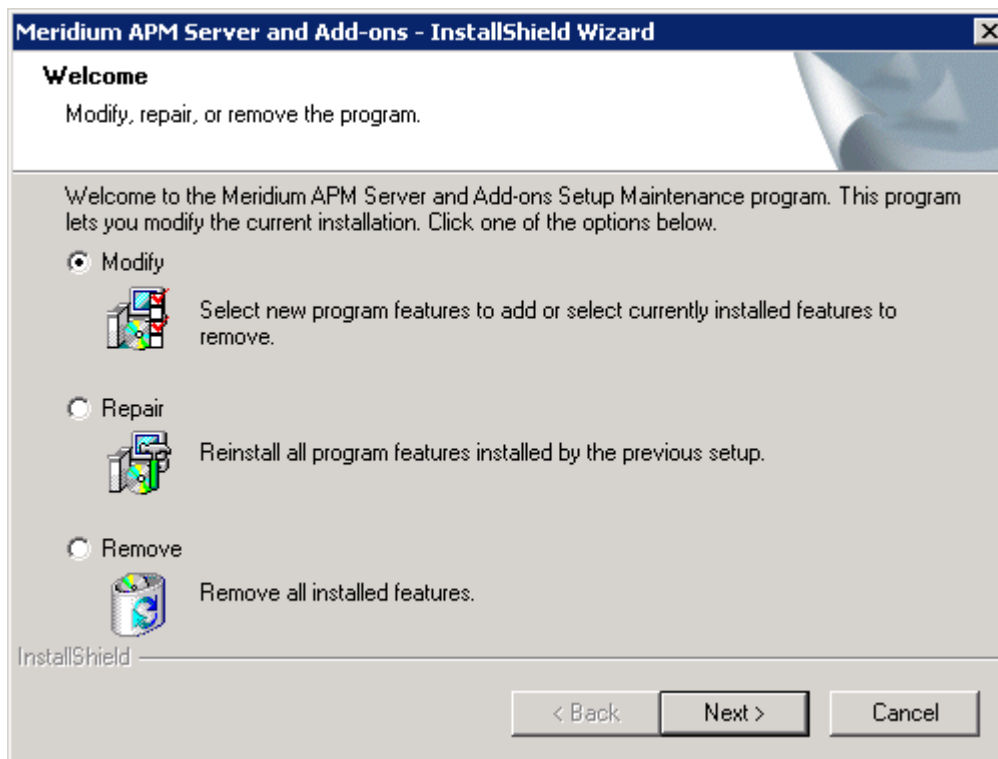 Meridium APM Server and Add-ons - InstallShield Wizard
Welcome
Modify, repair, or remove the program.
Welcome to the Meridium APM Server and Add-ons Setup Maintenance program. This program
lets you modify the current installation. Click one of the options below.
Modify
Select new program features to add or select currently installed features to
remove.
Repair
Reinstall all program features installed by the previous setup.
Remove
Remove all installed features.
InstallShield
< Back
Next >
Cancel